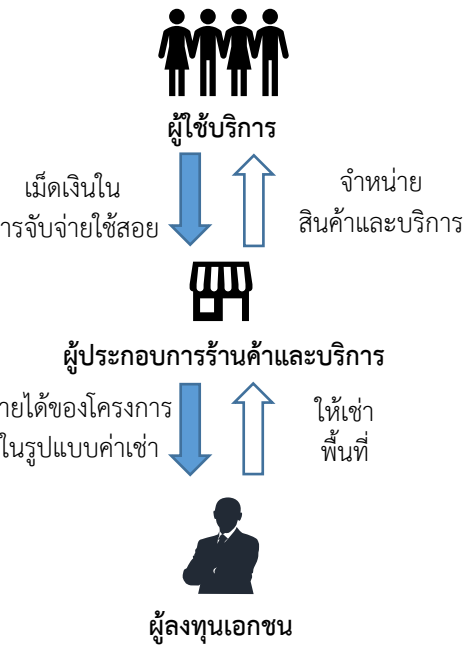 ผู้ใช้บริการ
เม็ดเงินใน
ารจับจ่ายใช้สอย
จำหน่าย
สินค้าและบริการ
ผู้ประกอบการร้านค้าและบริการ
ายได้ของโครงการ
ในรูปแบบค่าเช่า
ให้เช่า
พื้นที่
ผู้ลงทุนเอกชน